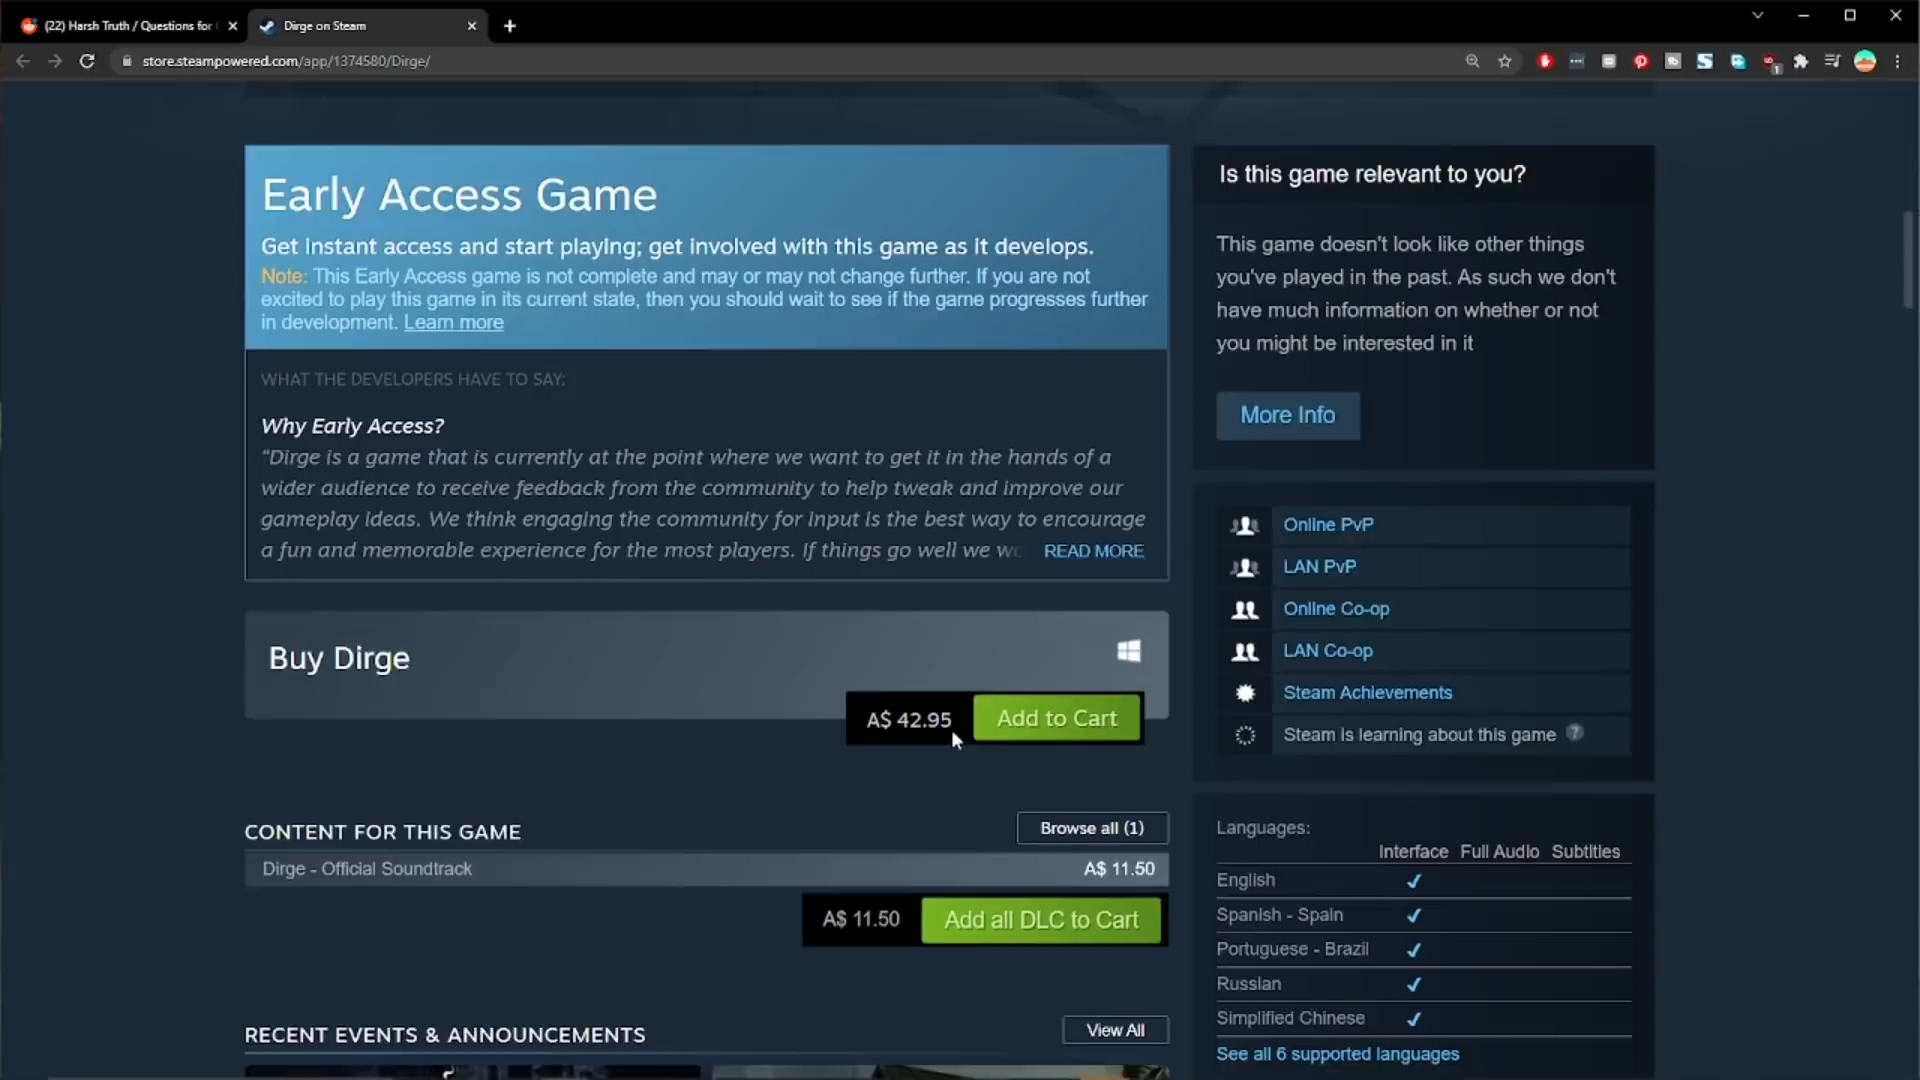 (22) Harsh Truth / Questions for
Dirge on Steam
store.steampowered.com/app/1374580/Dirge/
Early Access Game
Get instant access and start playing; get involved with this game as it develops.
Note: This Early Access game is not complete and may or may not change further. If you are not
excited to play this game in its current state, then you should wait to see if the game progresses further
in development. Learn more
WHAT THE DEVELOPERS HAVE TO SAY:
Why Early Access?
“Dirge is a game that is currently at the point where we want to get it in the hands of a
wider audience to receive feedback from the community to help tweak and improve our
gameplay ideas. We think engaging the community for input is the best way to encourage
a fun and memorable experience for the most players. If things go well we
READ MORE
Buy Dirge
A$ 42.95
Add to Cart
CONTENT FOR THIS GAME
Browse all (1)
Dirge - Official Soundtrack
A$ 11.50
A$ 11.50
Add all DLC to Cart
RECENT EVENTS & ANNOUNCEMENTS
View All
Is this game relevant to you?
This game doesn't look like other things
you've played in the past. As such we don't
have much information on whether or not
you might be interested in it
More Info
Online PvP
LAN PvP
Online Co-op
LAN Co-op
Steam Achievements
Steam is learning about this game ?
Languages:
Interface Full Audio Subtitles
English
Spanish - Spain
Portuguese - Brazil
Russian
Simplified Chinese
See all 6 supported languages